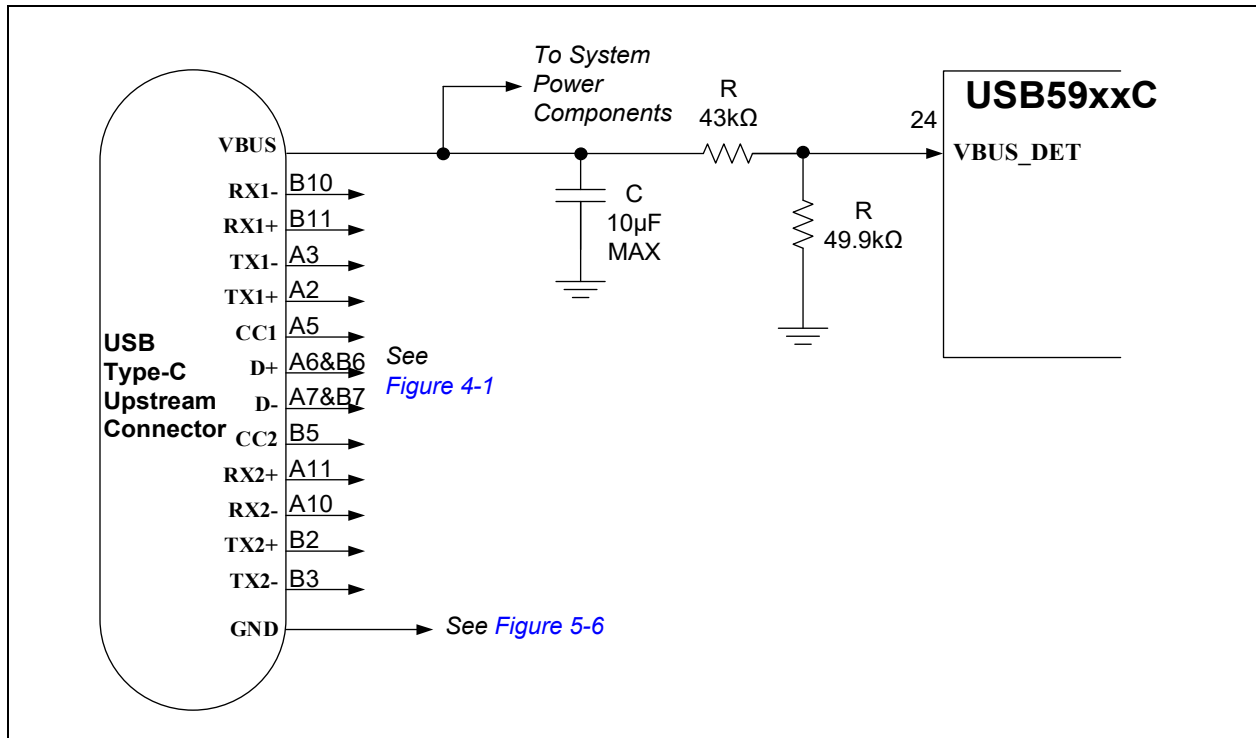 To System
Power
Components
R
43kΩ
USB59xxC
24
VBUS_DET
VBUS
C
10µF
MAX
R
49.9kΩ
RX1- B10
RX1+ B11
TX1- A3
TX1+ A2
CC1 A5
D+ A6&B6
D- A7&B7
CC2 B5
RX2+ A11
RX2- A10
TX2+ B2
TX2- B3
GND
USB
Type-C
Upstream
Connector
See
Figure 4-1
See Figure 5-6